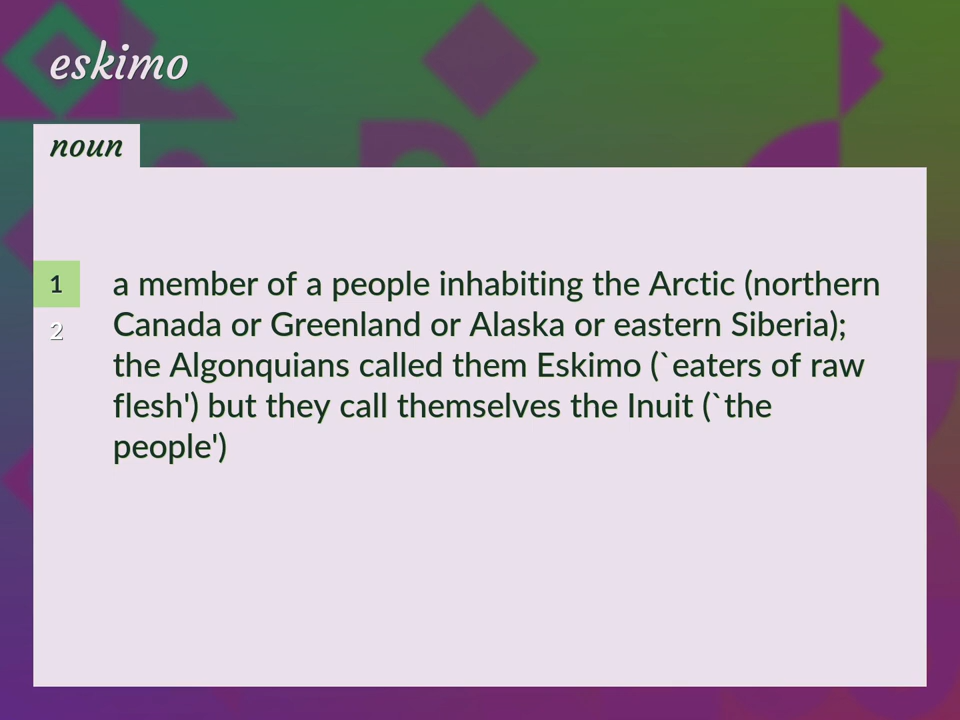 eskimo
noun
1
2
a member of a people inhabiting the Arctic (northern
Canada or Greenland or Alaska or eastern Siberia);
the Algonquians called them Eskimo (`eaters of raw
flesh') but they call themselves the Inuit (`the
people')